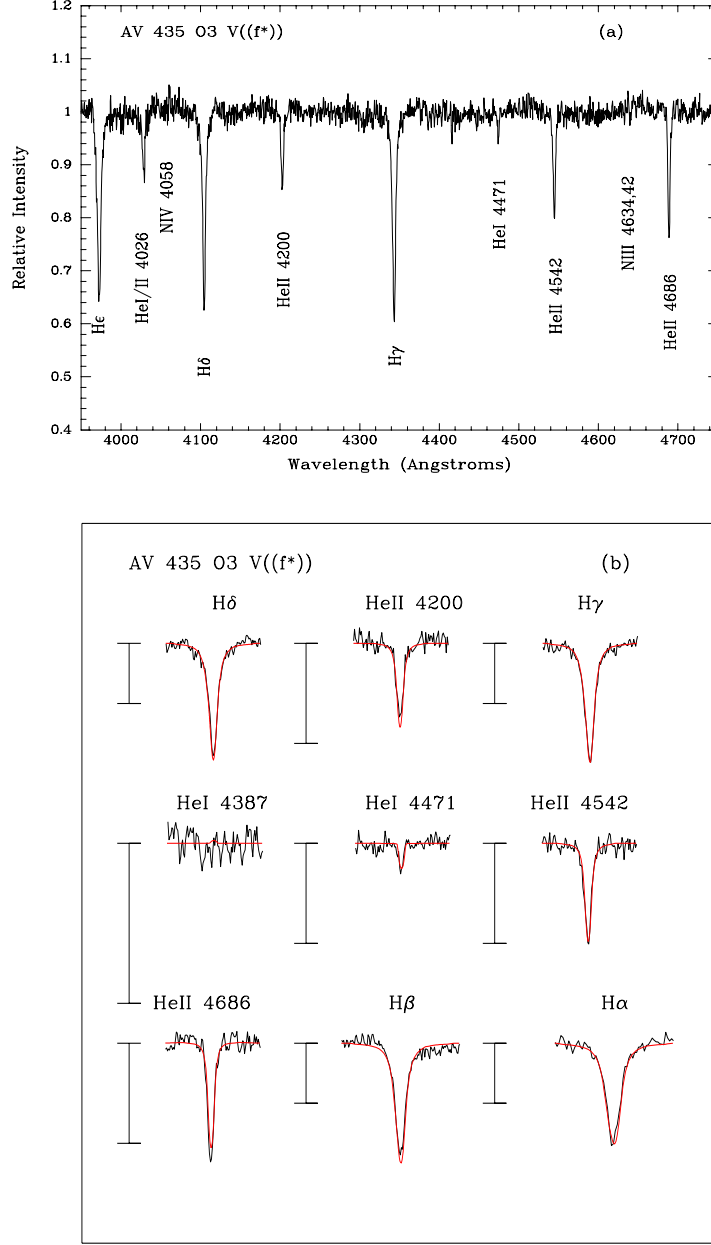 AV 435 O3 V((f*)) (a)
1.2
1.1
1
0.9
0.8
0.7
0.6
0.5
0.4
Relative Intensity
Hϵ
HeI/II 4026
NIV 4058
Hδ
HeII 4200
Hγ
HeI 4471
HeII 4542
NIII 4634,42
HeII 4686
4000 4100 4200 4300 4400 4500 4600 4700
Wavelength (Angstroms)
AV 435 O3 V((f*)) (b)
Hδ HeII 4200 Hγ
HeI 4387 HeI 4471 HeII 4542
HeII 4686 Hβ Hα